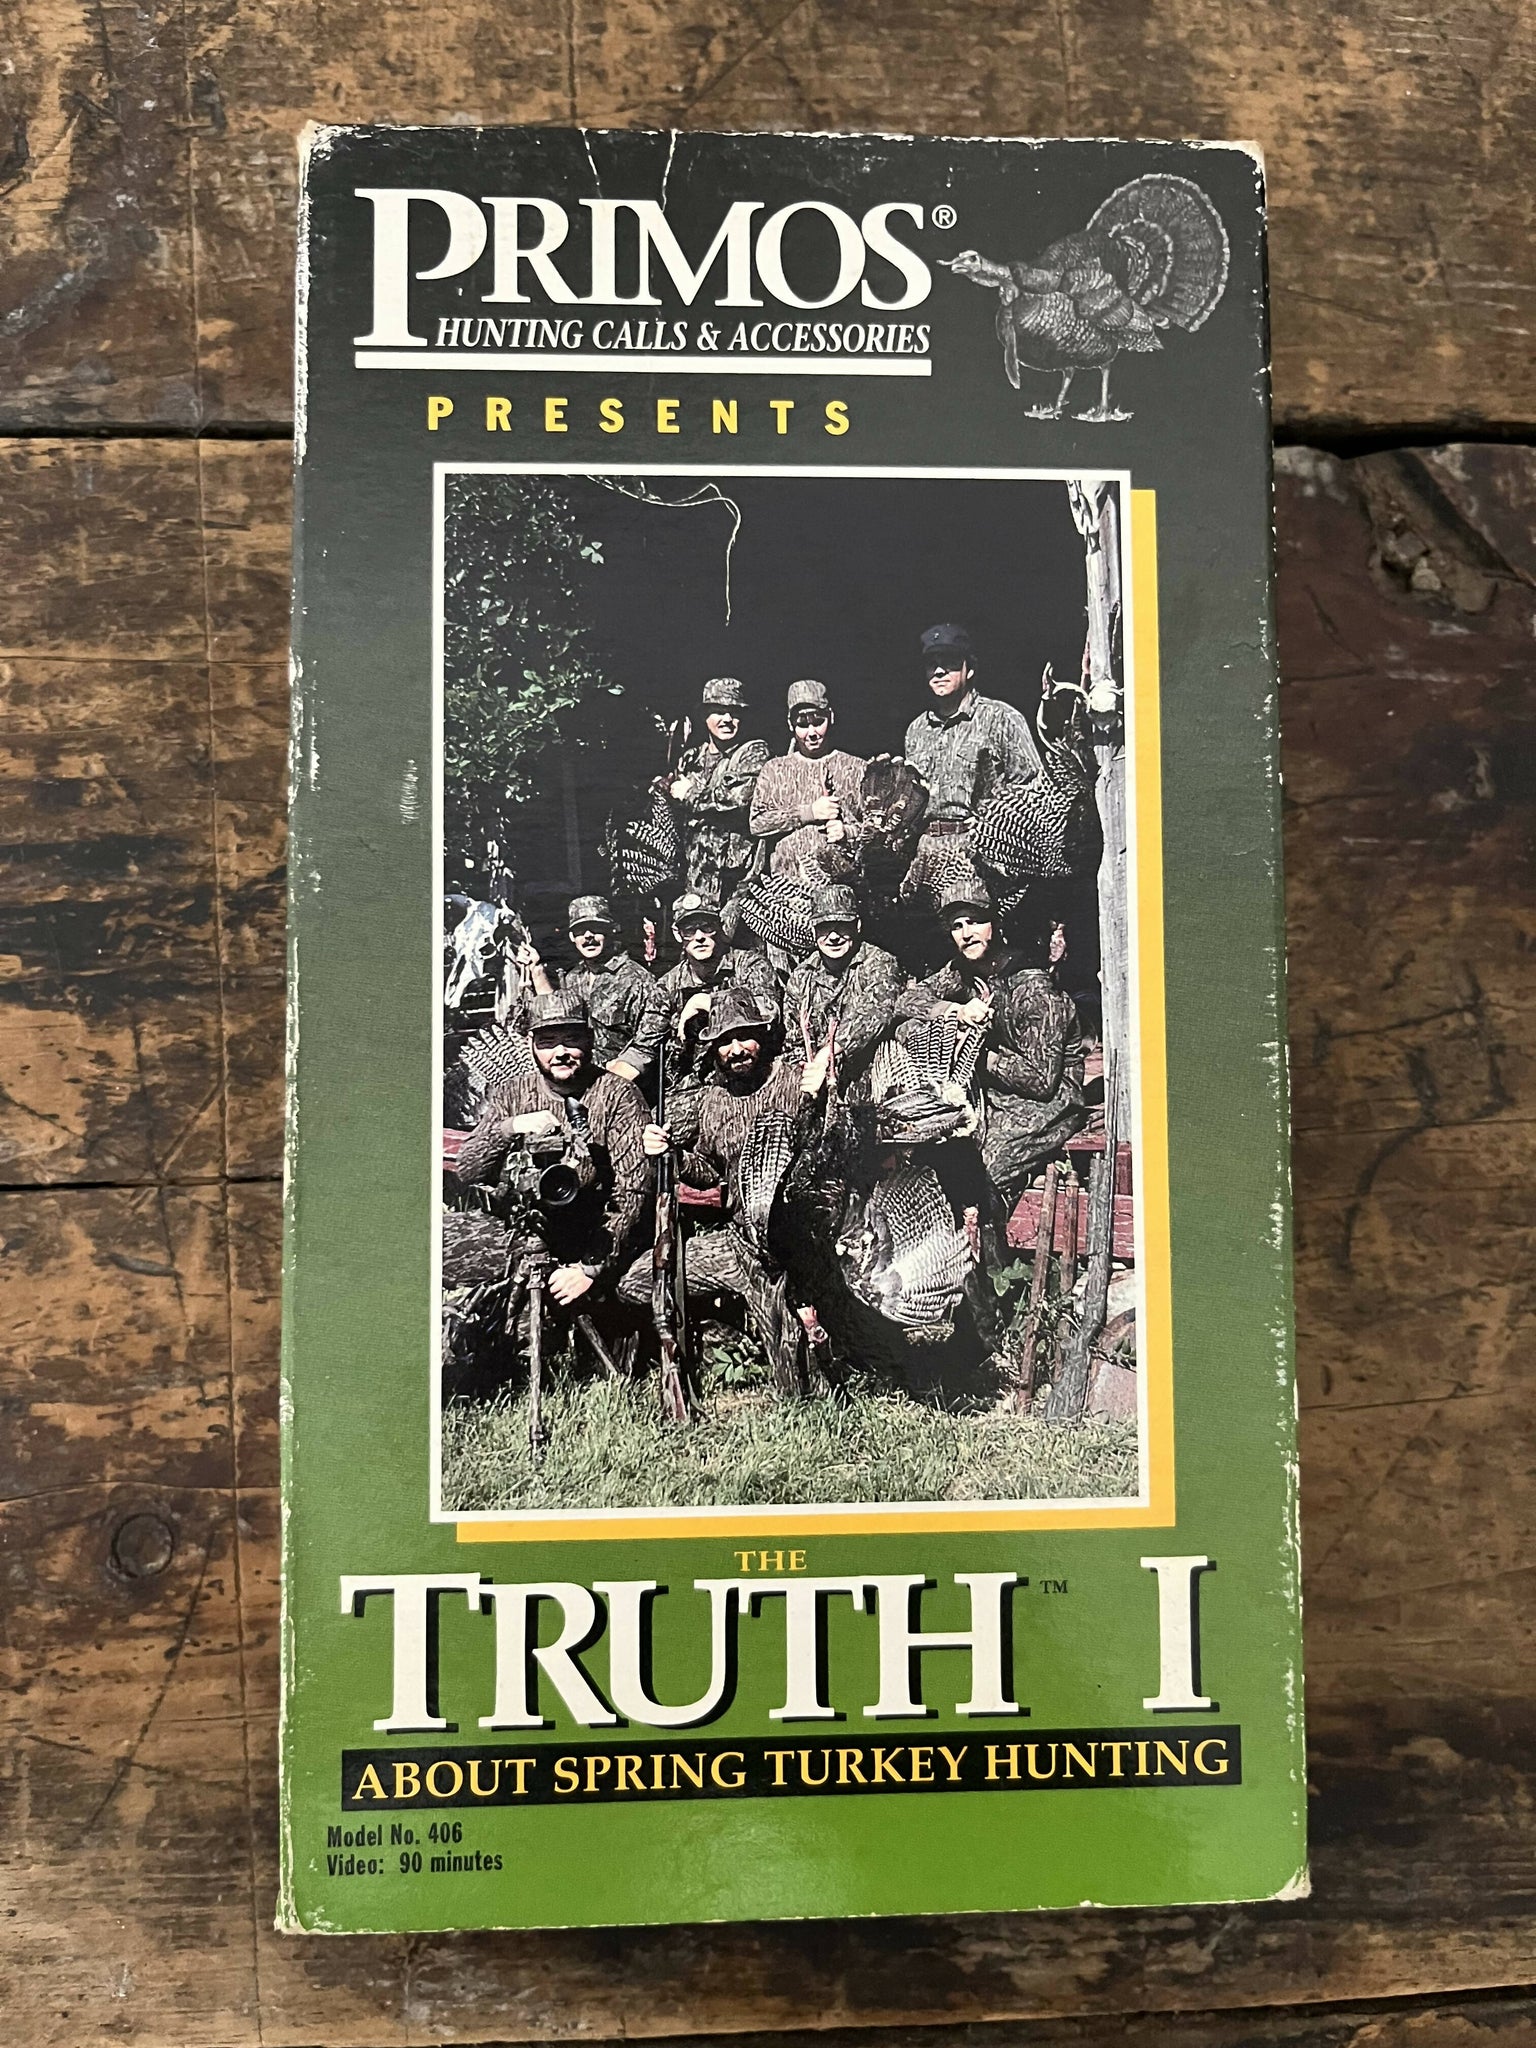 PRIMOS®
HUNTING CALLS & ACCESSORIES
PRESENTS
THE
TRUTH™ I
ABOUT SPRING TURKEY HUNTING
Model No. 406
Video: 90 minutes